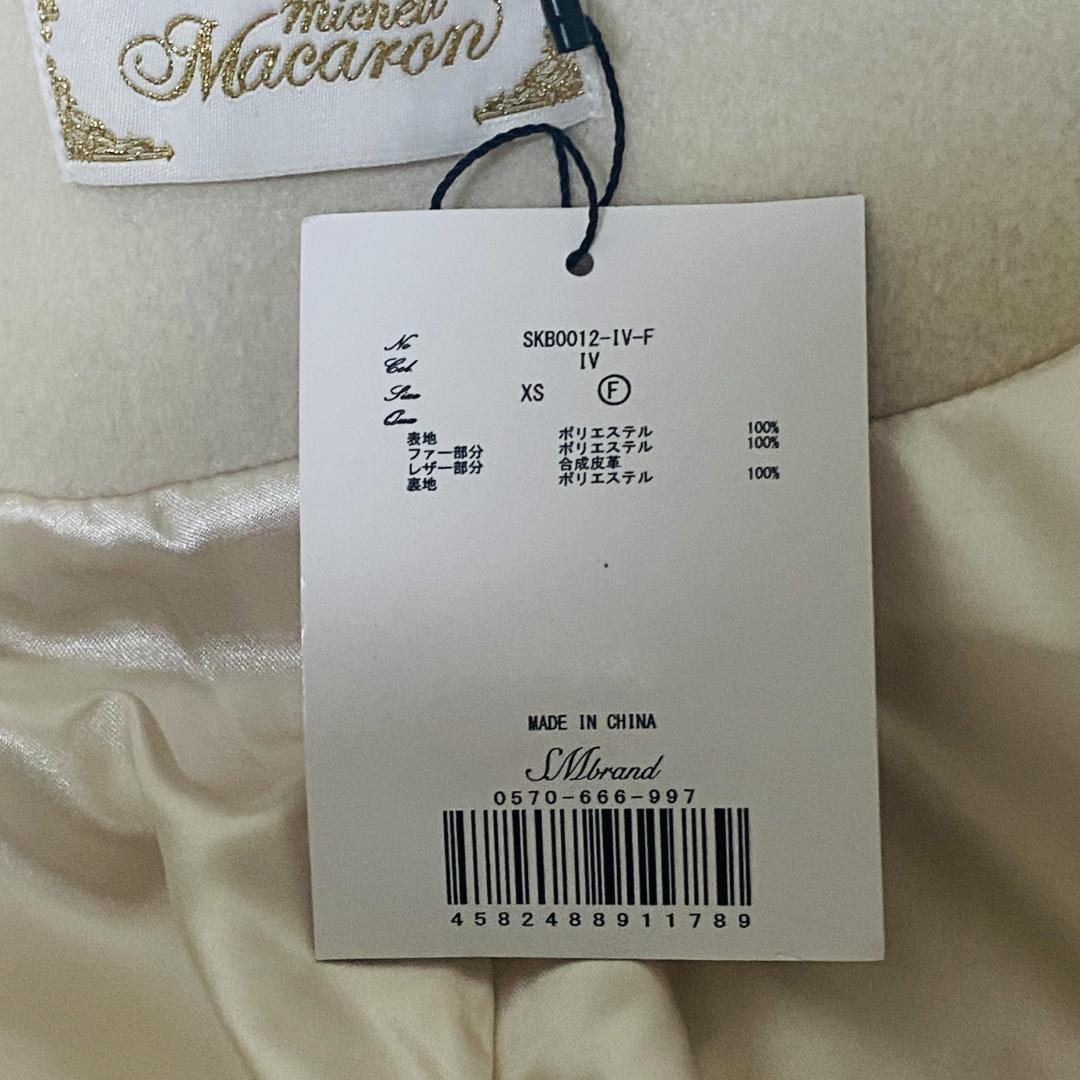 Michell
Macaron
No SKB0012-IV-F
Col. IV
Size XS Ⓕ
Qua
表地 ポリエステル 100%
ファー部分 ポリエステル 100%
レザー部分 合成皮革
裏地 ポリエステル 100%
MADE IN CHINA
SMbrand
0570-666-997
4582488911789